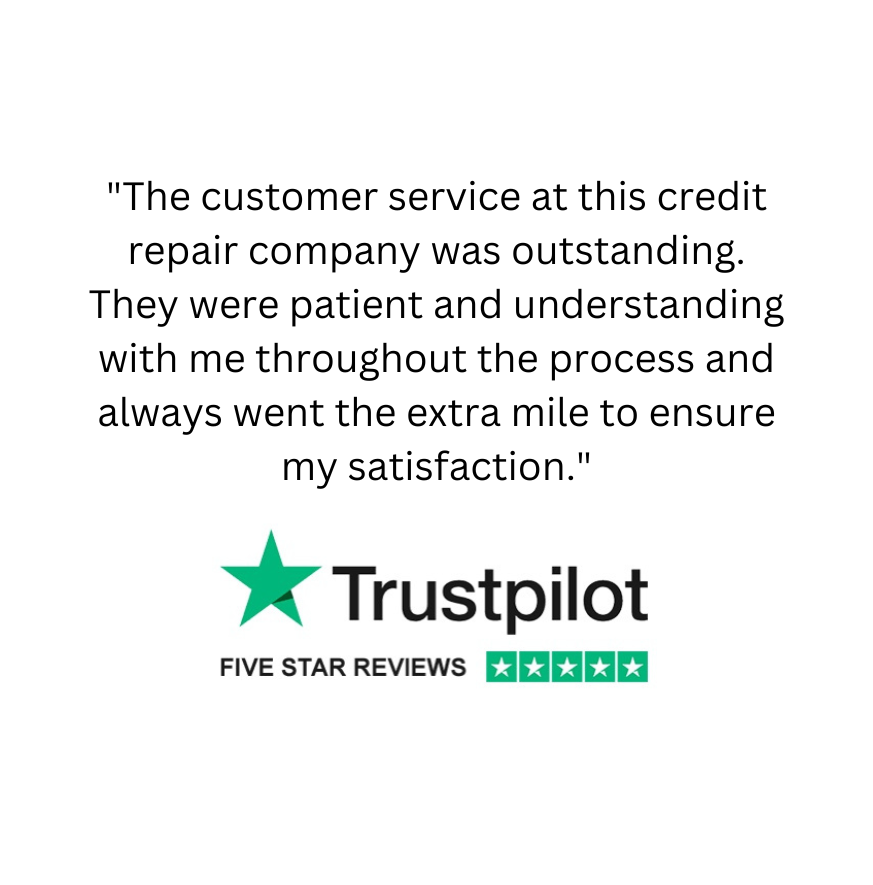 "The customer service at this credit
repair company was outstanding.
They were patient and understanding
with me throughout the process and
always went the extra mile to ensure
my satisfaction."
Trustpilot
FIVE STAR REVIEWS